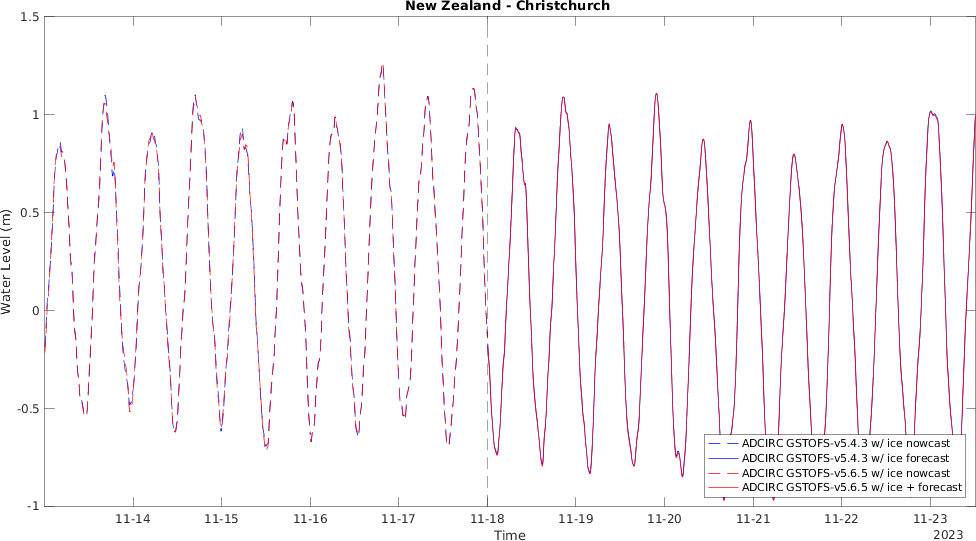 New Zealand - Christchurch
1.5
1
0.5
0
-0.5
-1
Water Level (m)
ADCIRC GSTOFS-v5.4.3 w/ ice nowcast
ADCIRC GSTOFS-v5.4.3 w/ ice forecast
ADCIRC GSTOFS-v5.6.5 w/ ice nowcast
ADCIRC GSTOFS-v5.6.5 w/ ice + forecast
11-14 11-15 11-16 11-17 11-18 11-19 11-20 11-21 11-22 11-23
Time
2023